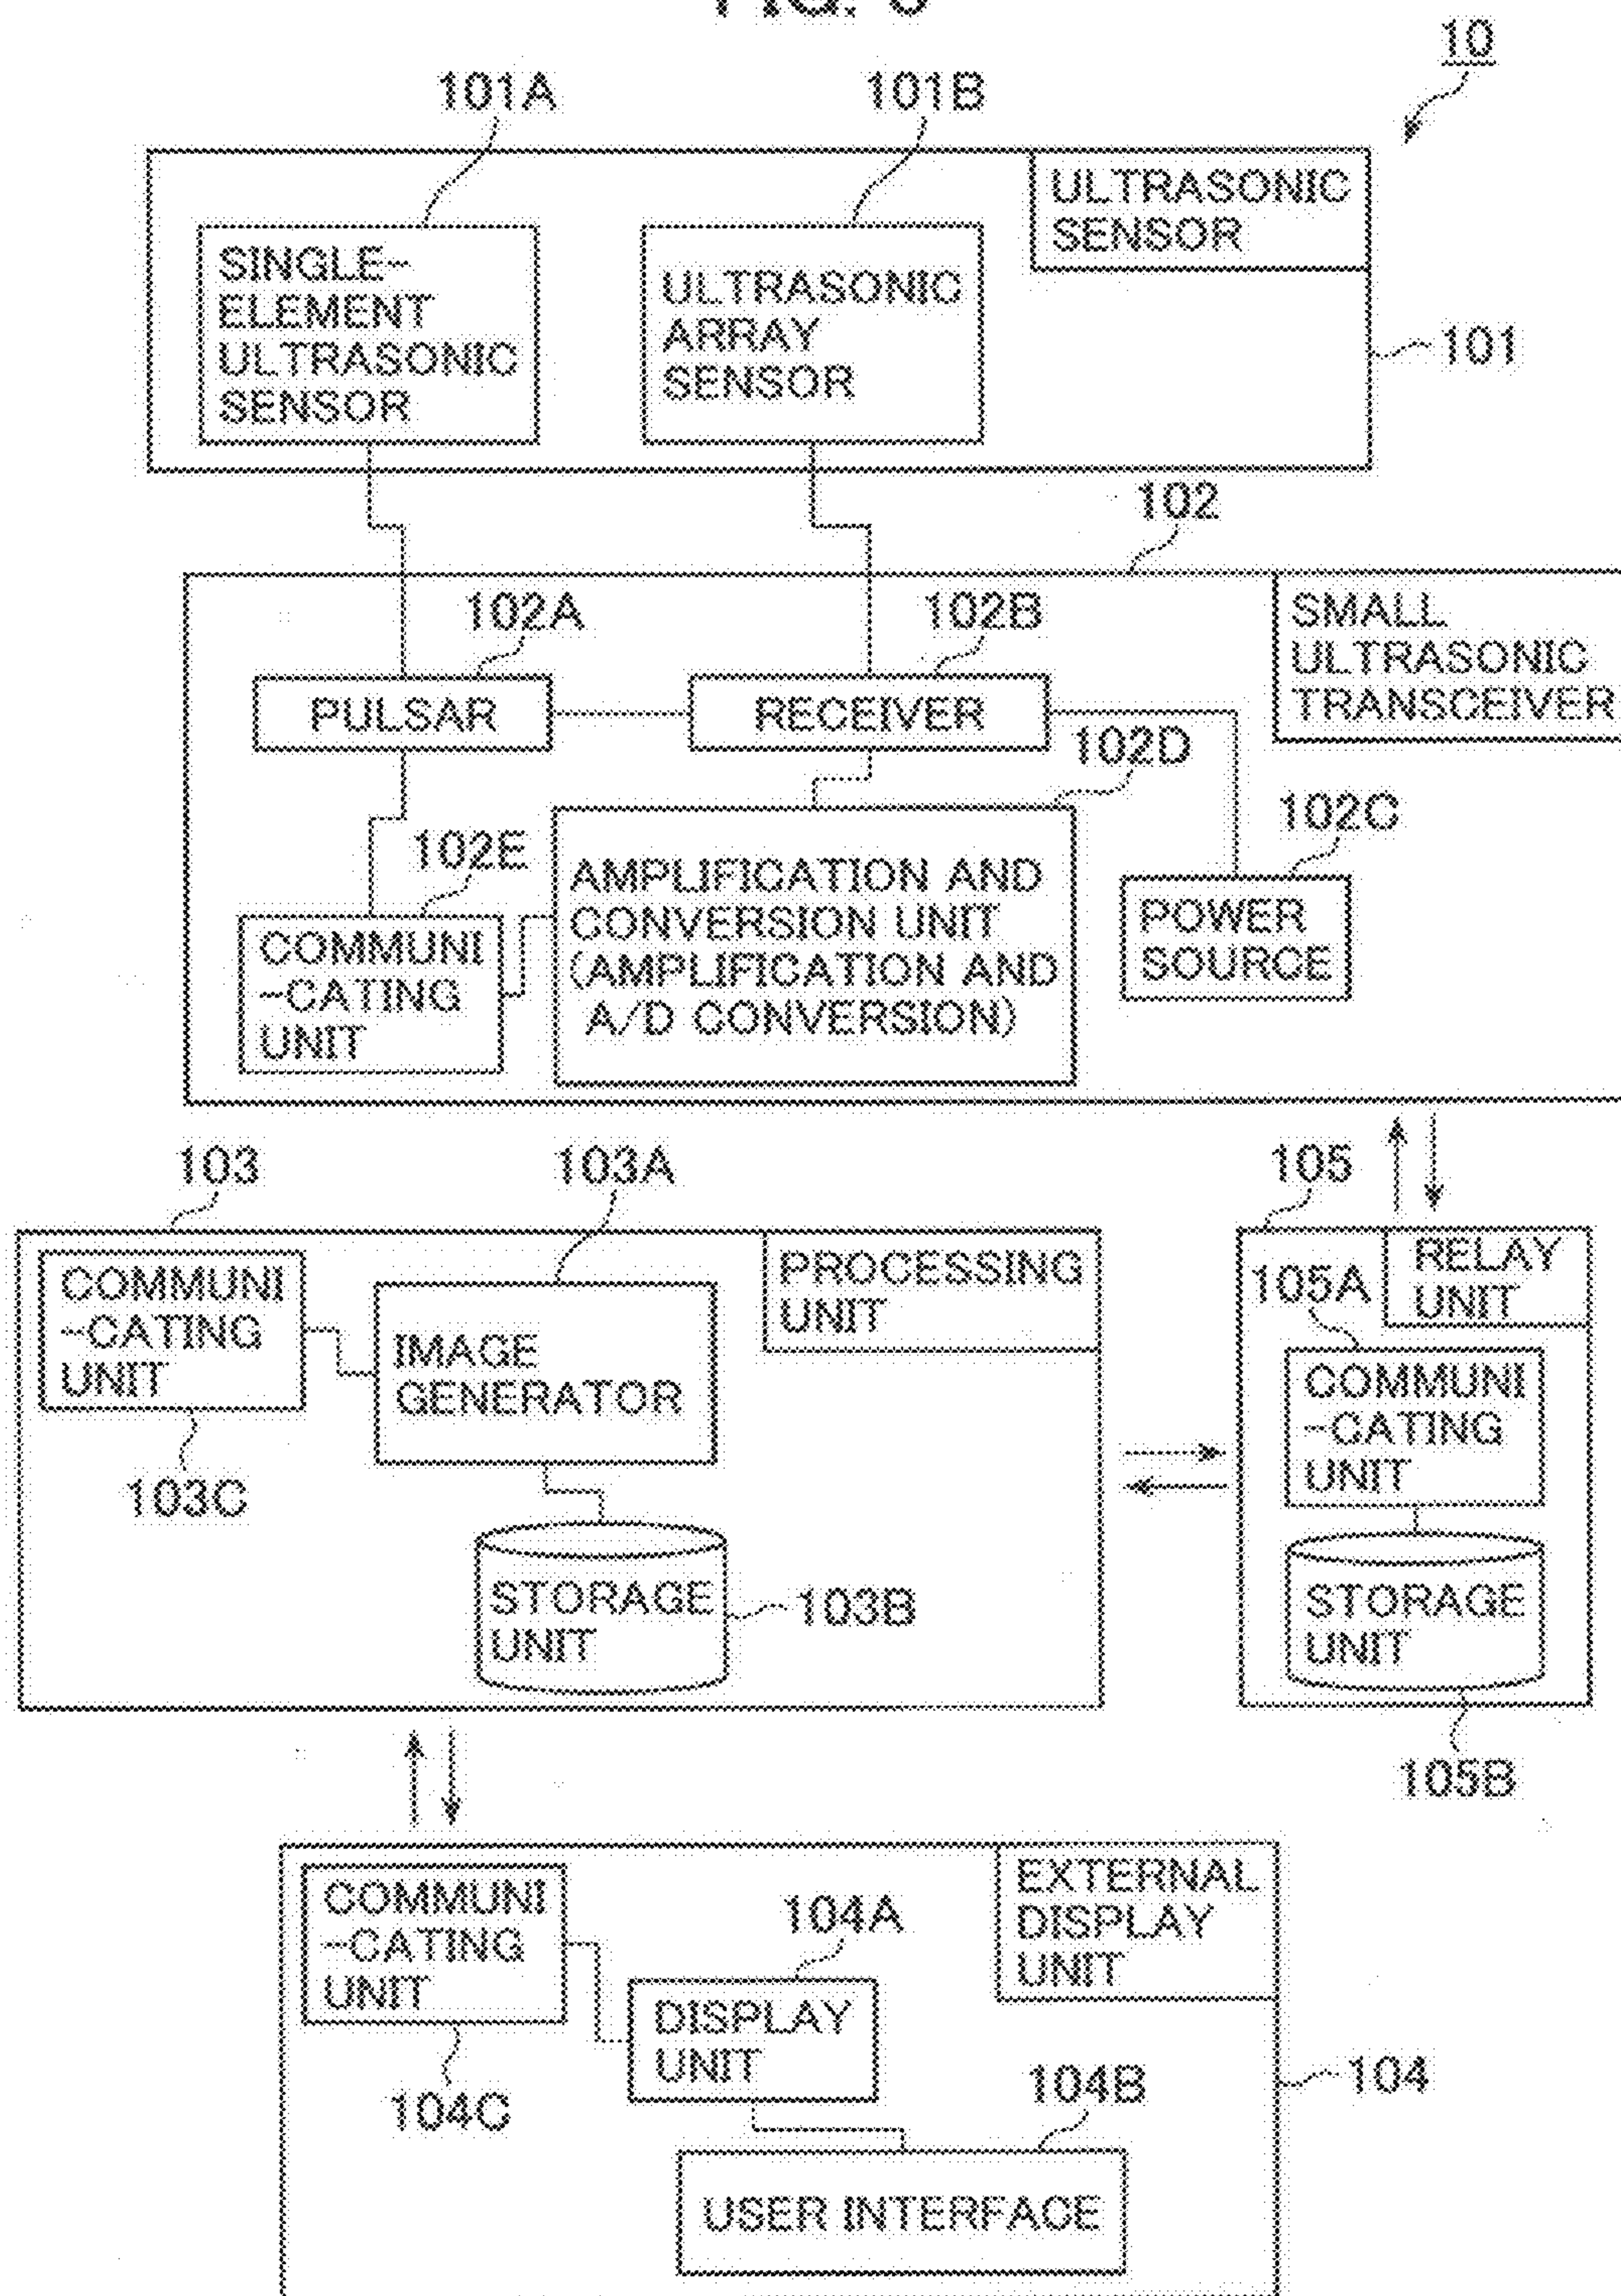 10
101A
101B
ULTRASONIC
SENSOR
SINGLE-
ELEMENT
ULTRASONIC
SENSOR
ULTRASONIC
ARRAY
SENSOR
101
102
102A
102B
SMALL
ULTRASONIC
TRANSCEIVER
PULSAR
RECEIVER
102D
102C
102E
AMPLIFICATION AND
CONVERSION UNIT
(AMPLIFICATION AND
A/D CONVERSION)
POWER
SOURCE
COMMUNI
-CATING
UNIT
103
103A
105
PROCESSING
UNIT
RELAY
UNIT
105A
COMMUNI
-CATING
UNIT
IMAGE
GENERATOR
COMMUNI
-CATING
UNIT
103C
STORAGE
UNIT
103B
STORAGE
UNIT
105B
EXTERNAL
DISPLAY
UNIT
COMMUNI
-CATING
UNIT
104A
DISPLAY
UNIT
104C
104B
104
USER INTERFACE